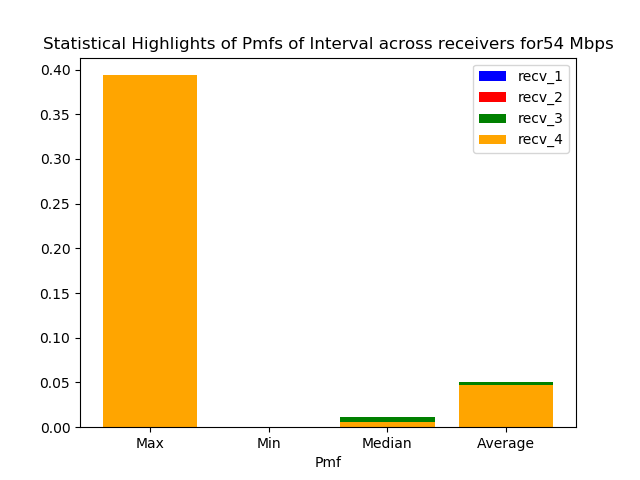 Statistical Highlights of Pmfs of Interval across receivers for54 Mbps
0.40
0.35
0.30
0.25
0.20
0.15
0.10
0.05
0.00
recv_1
recv_2
recv_3
recv_4
Max Min Median Average
Pmf